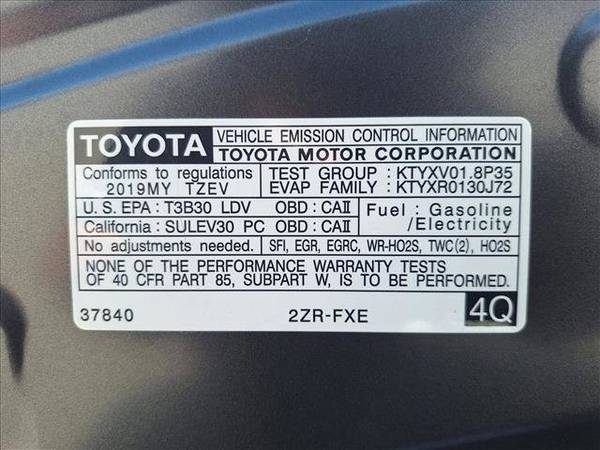 TOYOTA VEHICLE EMISSION CONTROL INFORMATION
TOYOTA MOTOR CORPORATION
Conforms to regulations
2019MY TZEV
TEST GROUP : KTYXV01.8P35
EVAP FAMILY : KTYXR0130J72
U.S. EPA : T3B30 LDV OBD : CAII
California : SULEV30 PC OBD : CAII
Fuel : Gasoline
/Electricity
No adjustments needed. SFI, EGR, EGRC, WR-HO2S, TWC(2), HO2S
NONE OF THE PERFORMANCE WARRANTY TESTS
OF 40 CFR PART 85, SUBPART W, IS TO BE PERFORMED.
37840 2ZR-FXE 4Q